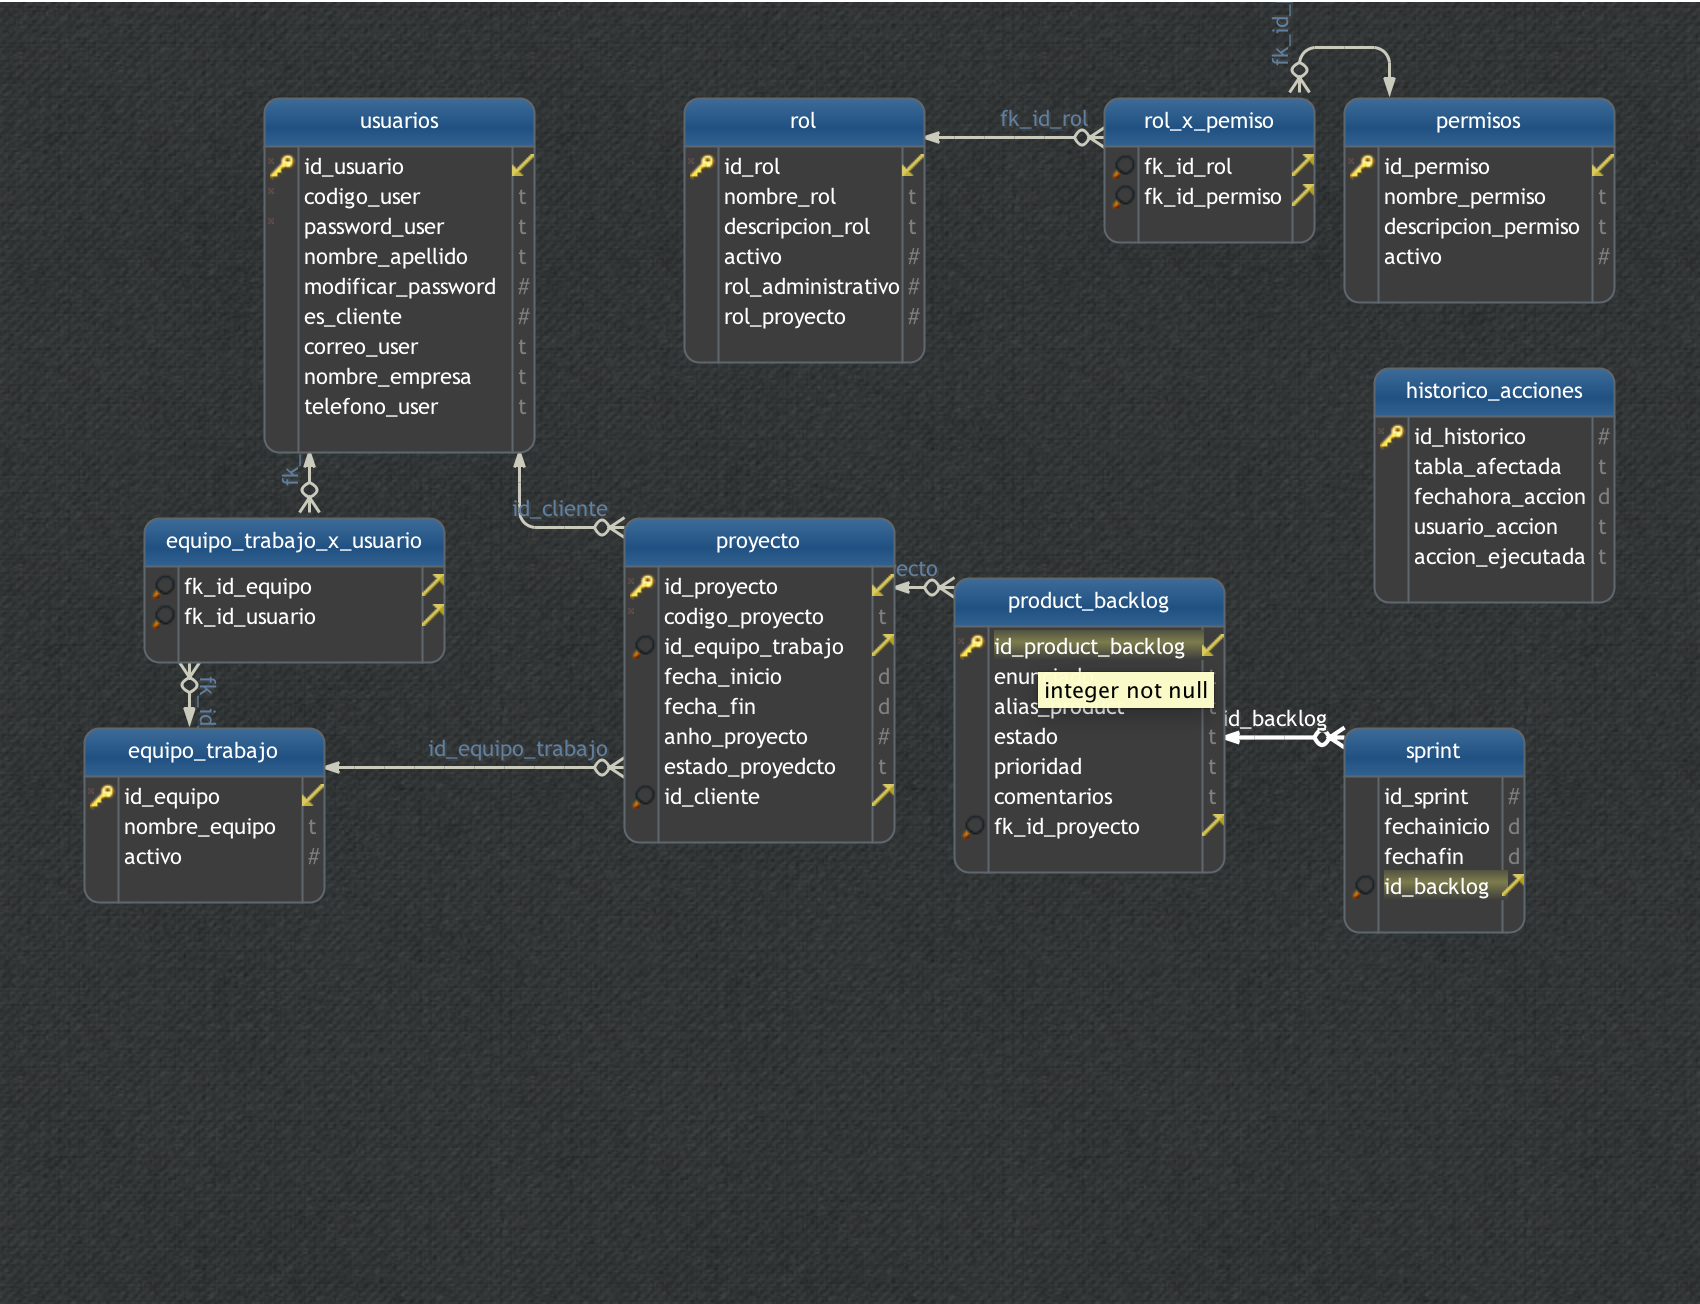 fk_id_
usuarios
id_usuario
codigo_user t
password_user t
nombre_apellido t
modificar_password #
es_cliente #
correo_user t
nombre_empresa t
telefono_user t
rol
id_rol
nombre_rol t
descripcion_rol t
activo #
rol_administrativo #
rol_proyecto #
fk_id_rol
rol_x_pemiso
fk_id_rol
fk_id_permiso
permisos
id_permiso
nombre_permiso t
descripcion_permiso t
activo #
historico_acciones
id_historico #
tabla_afectada t
fechahora_accion d
usuario_accion t
accion_ejecutada t
fk_
id_cliente
equipo_trabajo_x_usuario
fk_id_equipo
fk_id_usuario
fk_id
equipo_trabajo
id_equipo
nombre_equipo t
activo #
id_equipo_trabajo
proyecto
id_proyecto
codigo_proyecto t
id_equipo_trabajo
fecha_inicio d
fecha_fin d
anho_proyecto #
estado_proyedcto t
id_cliente
ecto
product_backlog
id_product_backlog
integer not null
alias_product
estado t
prioridad t
comentarios t
fk_id_proyecto
id_backlog
sprint
id_sprint #
fechainicio d
fechafin d
id_backlog